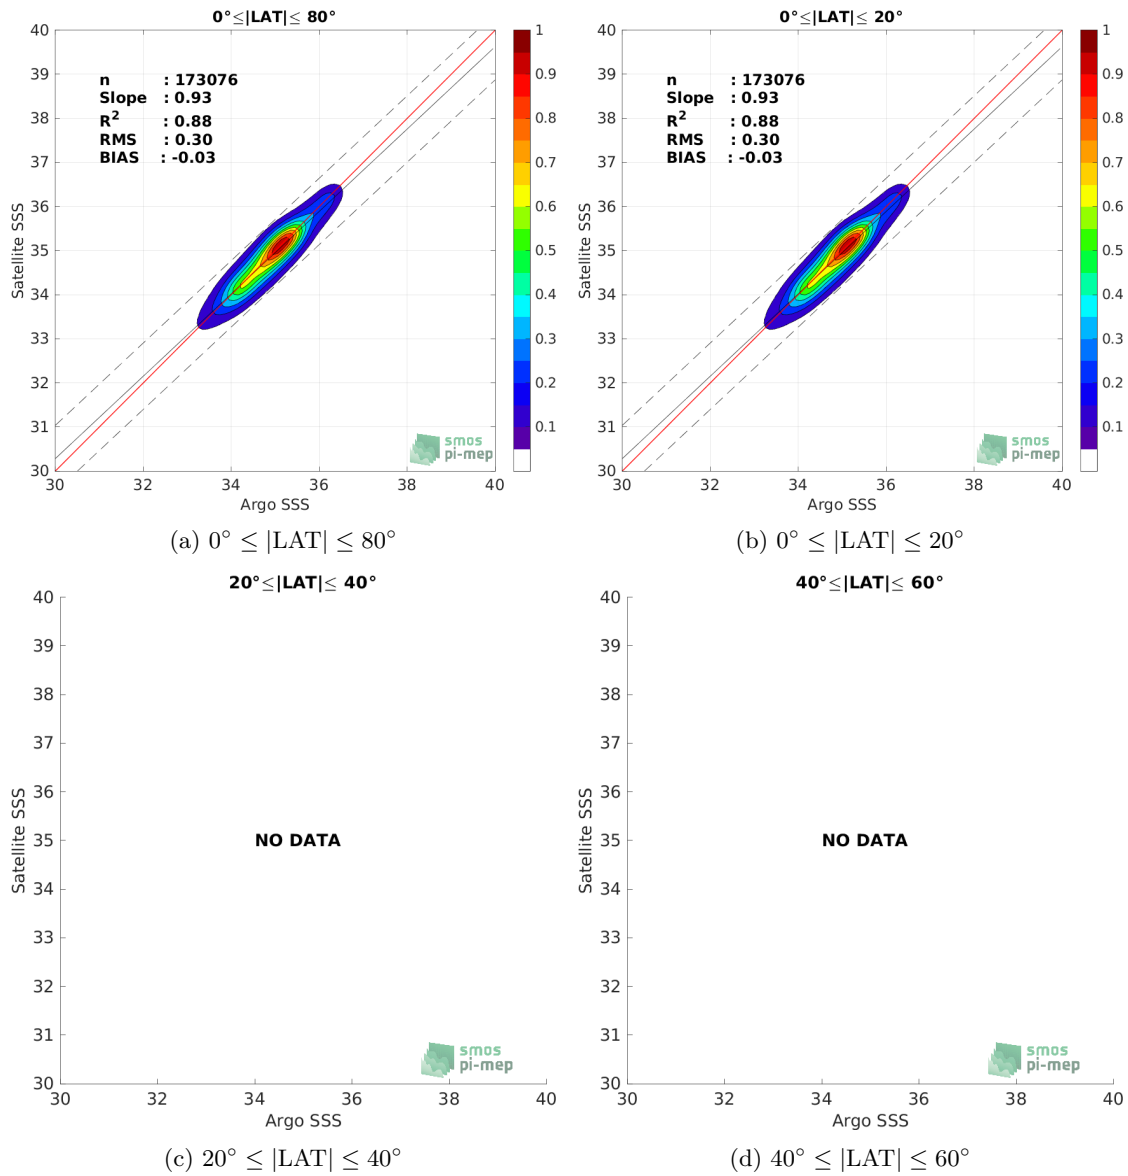 0°≤|LAT|≤ 80°
40
39
38
37
36
35
34
33
32
31
30
Satellite SSS
n : 173076
Slope : 0.93
R² : 0.88
RMS : 0.30
BIAS : -0.03
smos
pi-mep
30 32 34 36 38 40
Argo SSS
1
0.9
0.8
0.7
0.6
0.5
0.4
0.3
0.2
0.1
(a) 0° ≤ |LAT| ≤ 80°
0°≤|LAT|≤ 20°
40
39
38
37
36
35
34
33
32
31
30
Satellite SSS
n : 173076
Slope : 0.93
R² : 0.88
RMS : 0.30
BIAS : -0.03
smos
pi-mep
30 32 34 36 38 40
Argo SSS
1
0.9
0.8
0.7
0.6
0.5
0.4
0.3
0.2
0.1
(b) 0° ≤ |LAT| ≤ 20°
20°≤|LAT|≤ 40°
40
39
38
37
36
35
34
33
32
31
30
Satellite SSS
NO DATA
smos
pi-mep
30 32 34 36 38 40
Argo SSS
(c) 20° ≤ |LAT| ≤ 40°
40°≤|LAT|≤ 60°
40
39
38
37
36
35
34
33
32
31
30
Satellite SSS
NO DATA
smos
pi-mep
30 32 34 36 38 40
Argo SSS
(d) 40° ≤ |LAT| ≤ 60°